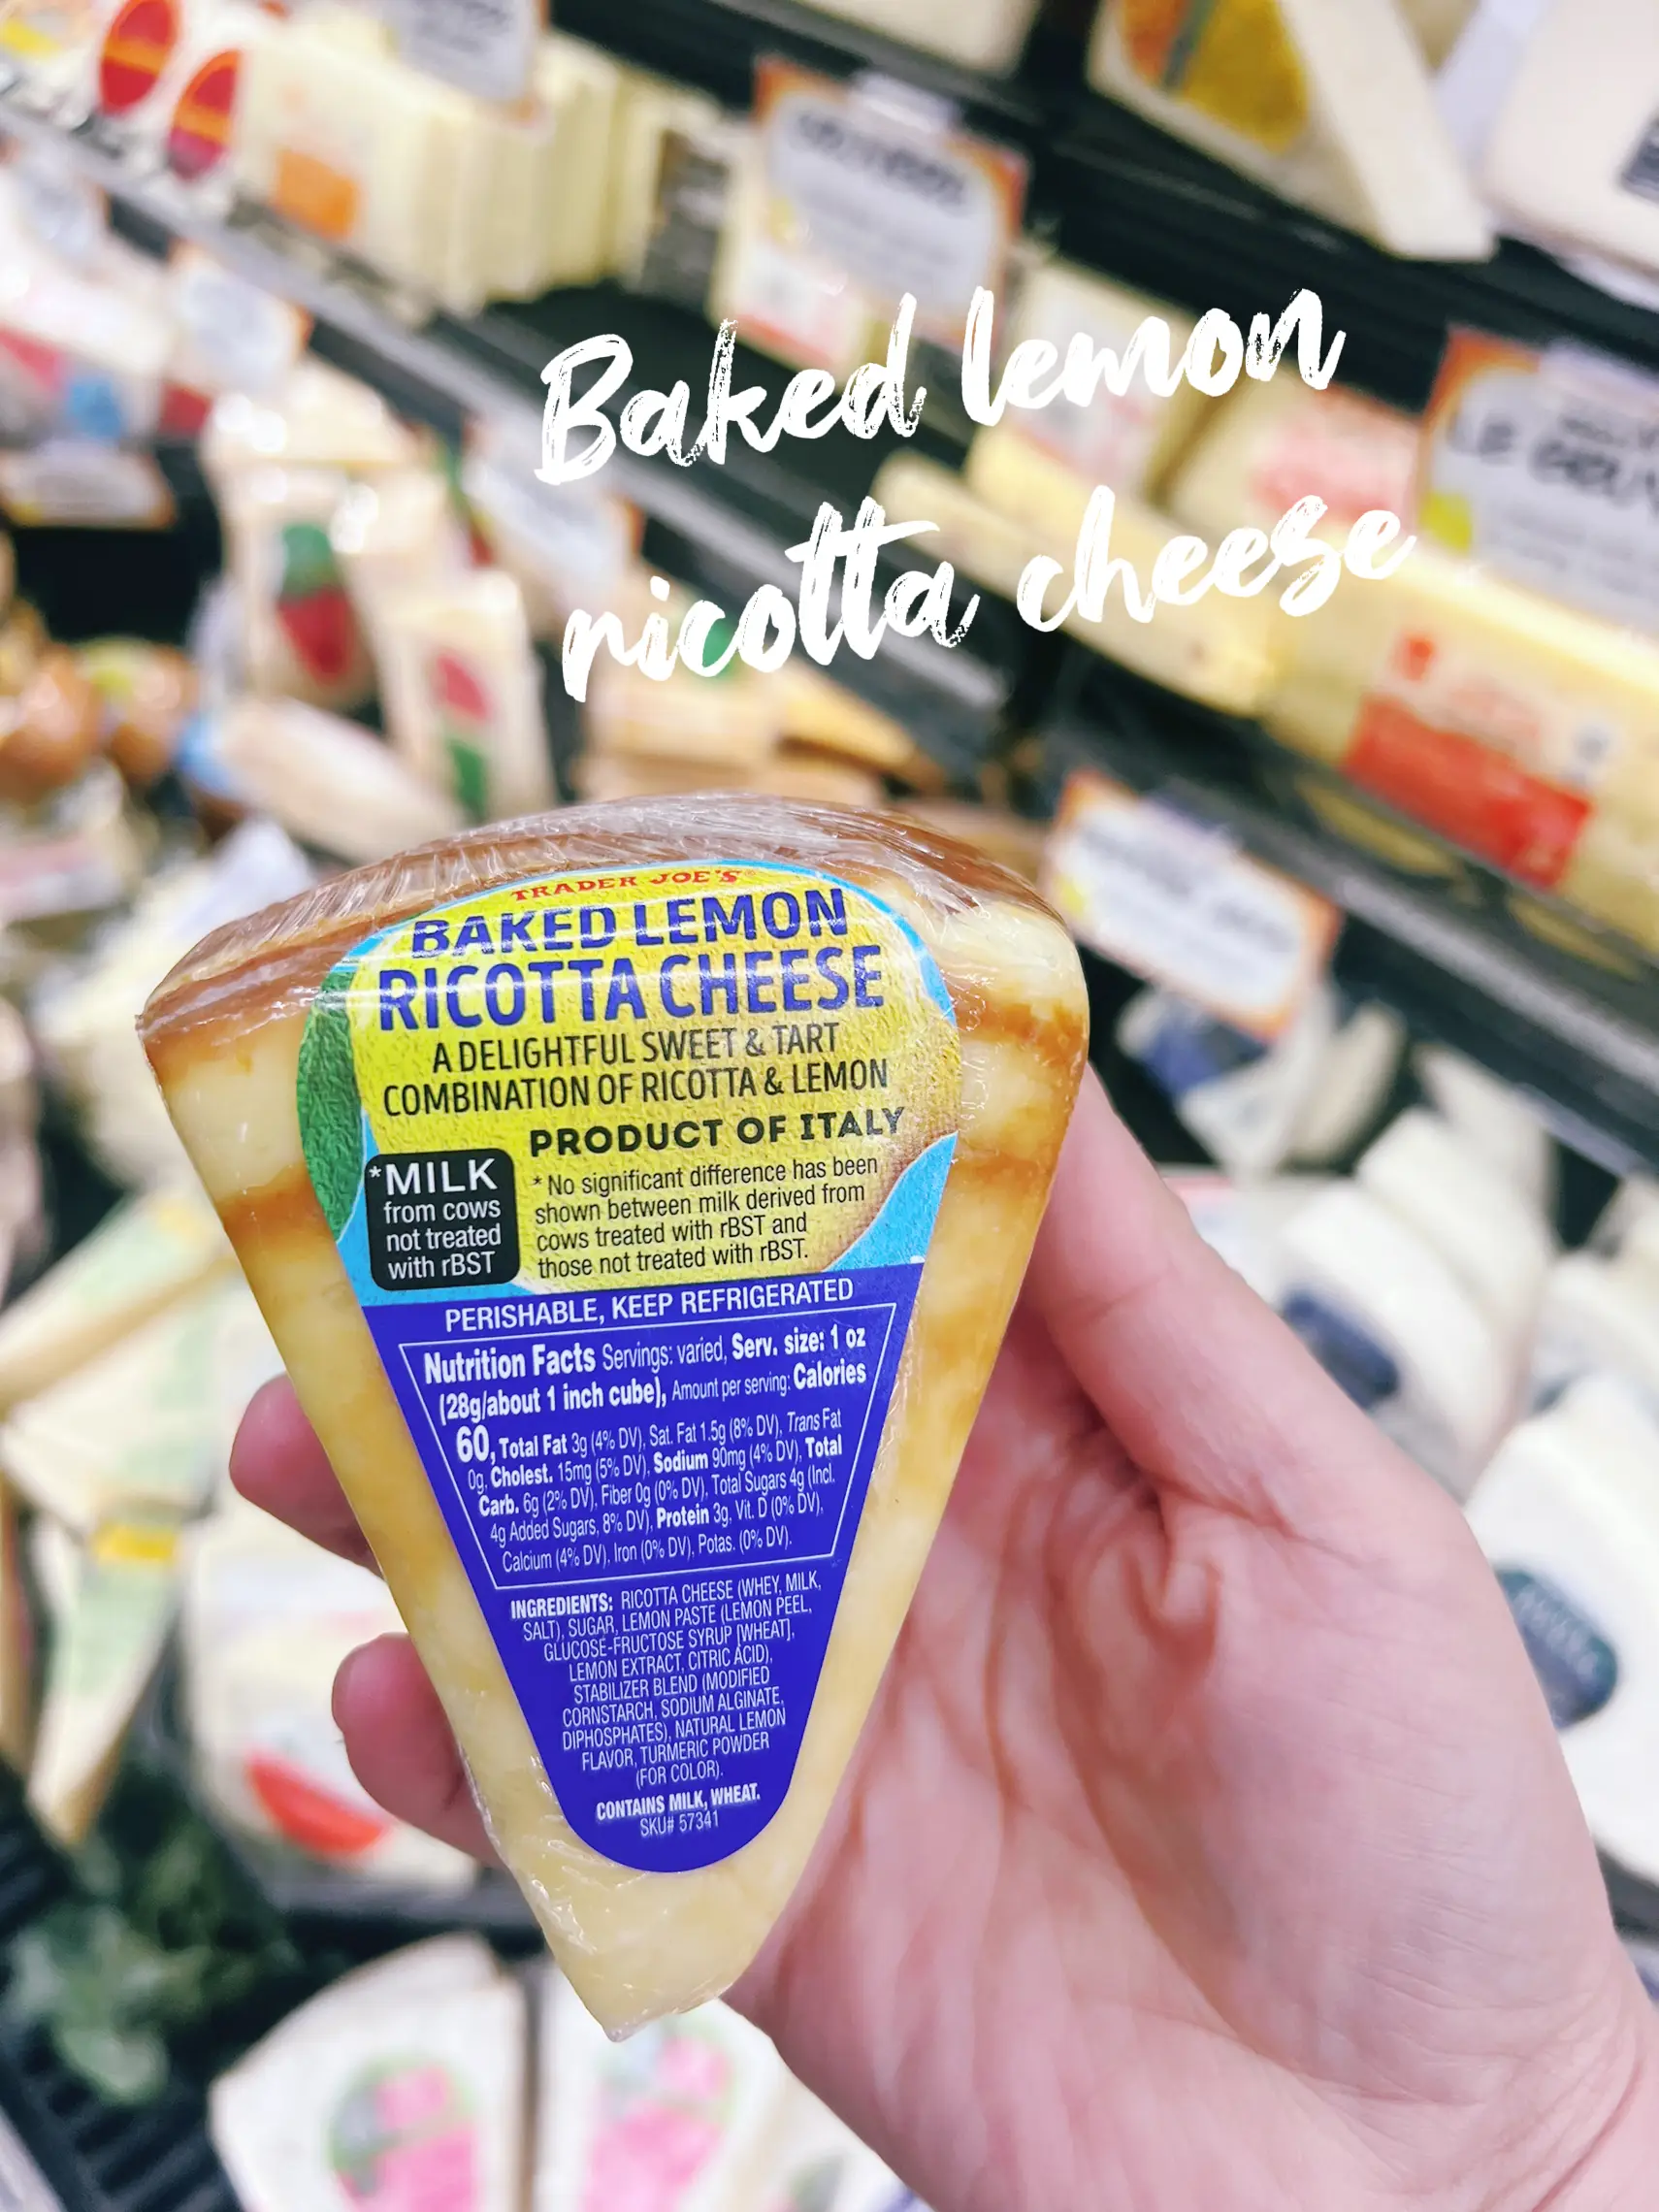 Baked lemon
ricotta cheese
TRADER JOE'S
BAKED LEMON
RICOTTA CHEESE
A DELIGHTFUL SWEET & TART
COMBINATION OF RICOTTA & LEMON
PRODUCT OF ITALY
*MILK
from cows
not treated
with rBST
* No significant difference has been
shown between milk derived from
cows treated with rBST and
those not treated with rBST.
PERISHABLE, KEEP REFRIGERATED
Nutrition Facts Servings: varied, Serv. size: 1 oz
(28g/about 1 inch cube), Amount per serving: Calories
60, Total Fat 3g (4% DV), Sat. Fat 1.5g (8% DV), Trans Fat
0g, Cholest. 15mg (5% DV), Sodium 90mg (4% DV), Total
Carb. 6g (2% DV), Fiber 0g (0% DV), Total Sugars 4g (Incl.
4g Added Sugars, 8% DV), Protein 3g, Vit. D (0% DV),
Calcium (4% DV), Iron (0% DV), Potas. (0% DV).
INGREDIENTS: RICOTTA CHEESE (WHEY, MILK,
SALT), SUGAR, LEMON PASTE (LEMON PEEL,
GLUCOSE-FRUCTOSE SYRUP [WHEAT],
LEMON EXTRACT, CITRIC ACID),
STABILIZER BLEND (MODIFIED
CORNSTARCH, SODIUM ALGINATE,
DIPHOSPHATES), NATURAL LEMON
FLAVOR, TURMERIC POWDER
(FOR COLOR).
CONTAINS MILK, WHEAT.
SKU# 57341